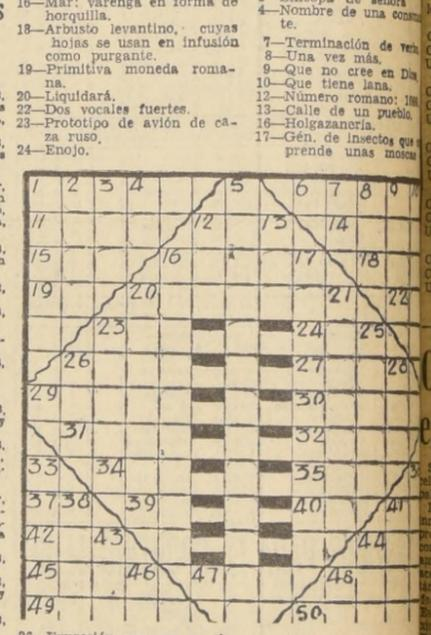 16—Mar: varenga en forma de
horquilla.
18—Arbusto levantino, cuyas
hojas se usan en infusión
como purgante.
19—Primitiva moneda roma-
na.
20—Liquidará.
22—Dos vocales fuertes.
23—Prototipo de avión de ca-
za ruso.
24—Enojo.
4—Nombre de una
te.
7—Terminación de
8—Una vez más.
9—Que no cree en
10—Que tiene lana.
12—Número romano:
13—Calle de un pueblo.
16—Holgazanería.
17—Gén. de insectos que
prende unas
1 2 3 4 5 6 7 8 9
11 12 13 14
15 16 17 18
19 20 21 22
23 24 25
26 27 28
29 30
31 32
33 34 35
37 38 39 40 41
42 43 44
45 46 47 48
49 50